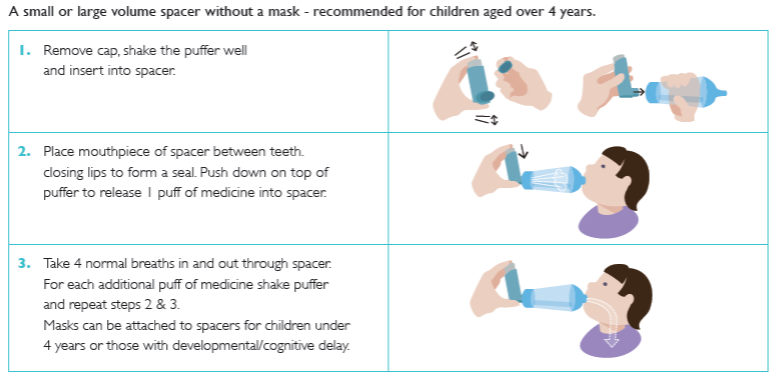 A small or large volume spacer without a mask - recommended for children aged over 4 years.
1. Remove cap, shake the puffer well
and insert into spacer.
2. Place mouthpiece of spacer between teeth.
closing lips to form a seal. Push down on top of
puffer to release 1 puff of medicine into spacer.
3. Take 4 normal breaths in and out through spacer.
For each additional puff of medicine shake puffer
and repeat steps 2 & 3.
Masks can be attached to spacers for children under
4 years or those with developmental/cognitive delay.